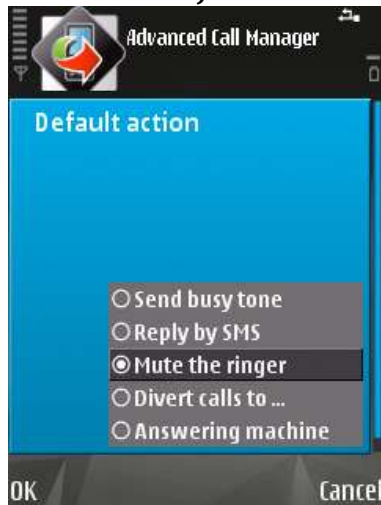 Advanced Call Manager
Default action
Send busy tone
Reply by SMS
Mute the ringer
Divert calls to ...
Answering machine
OK
Cancel